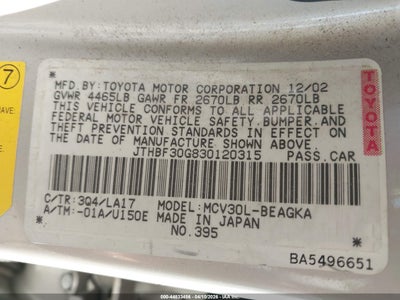 7
AVE.
MFD.BY:TOYOTA MOTOR CORPORATION 12/02
GVWR 4465LB GAWR FR 2670LB RR 2670LB
THIS VEHICLE CONFORMS TO ALL APPLICABLE
FEDERAL MOTOR VEHICLE SAFETY,BUMPER,AND
THEFT PREVENTION STANDARDS IN EFFECT ON
THE DATE OF MANUFACTURE SHOWN ABOVE.
JTHBF30G830120315 PASS.CAR
C/TR:3Q4/LA17 MODEL:MCV30L-BEAGKA
A/TM:-01A/U150E MADE IN JAPAN
NO.395
TOYOTA
BA5496651